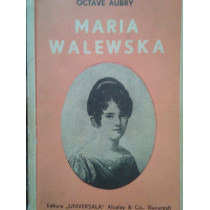 OCTAVE AUBRY
MARIA
WALEWSKA
Editura „UNIVERSALA" Alcalay & Co., Bucureşti